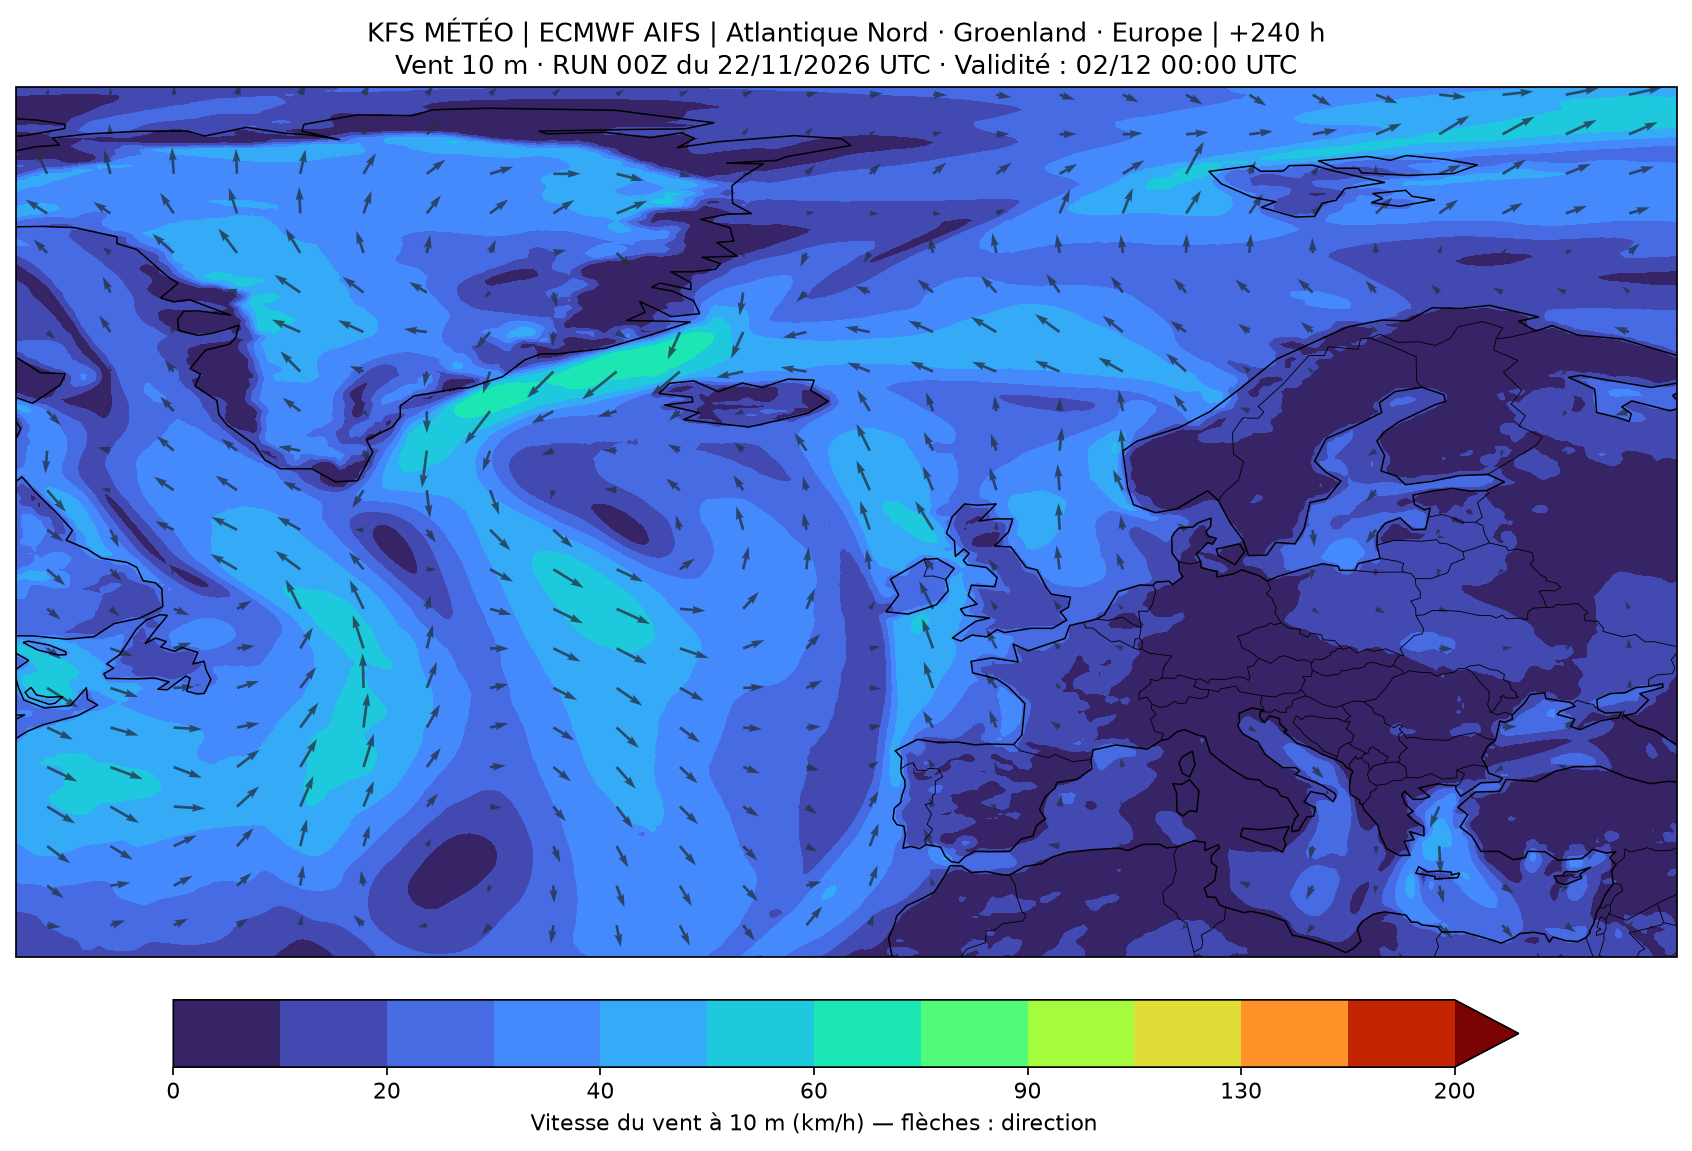 KFS MÉTÉO | ECMWF AIFS | Atlantique Nord · Groenland · Europe | +240 h
Vent 10 m · RUN 00Z du 22/11/2026 UTC · Validité : 02/12 00:00 UTC
0 20 40 60 90 130 200
Vitesse du vent à 10 m (km/h) — flèches : direction